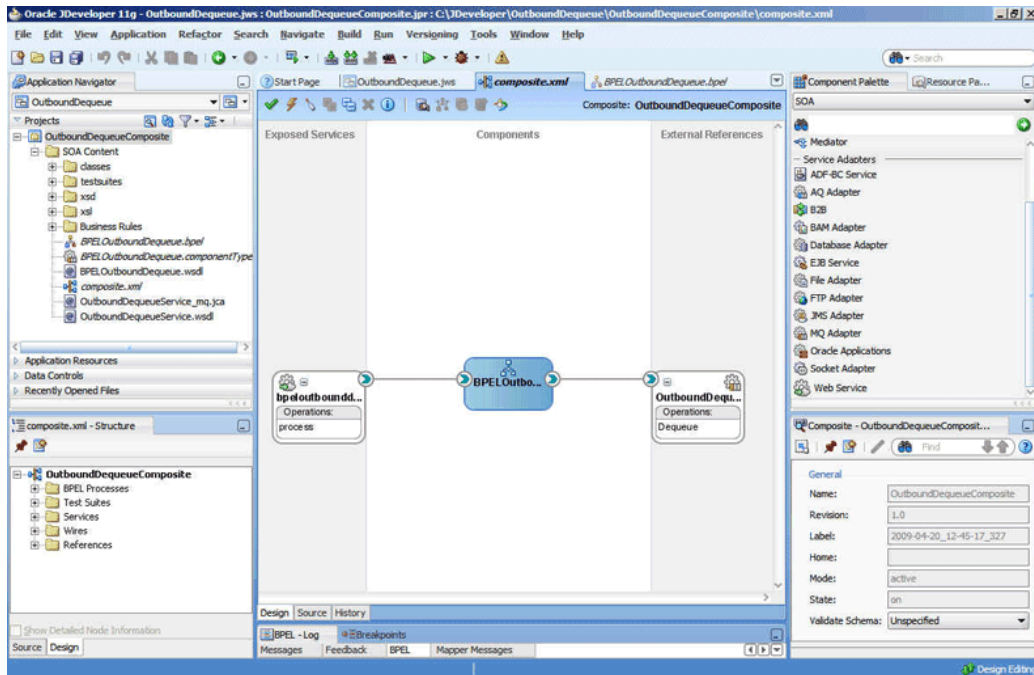 Oracle JDeveloper 11g - OutboundDequeue.jws : OutboundDequeueComposite.jpr : C:\JDeveloper\OutboundDequeue\OutboundDequeueComposite\composite.xml
File Edit View Application Refactor Search Navigate Build Run Versioning Tools Window Help
Search
Application Navigator
OutboundDequeue
Projects
OutboundDequeueComposite
SOA Content
classes
testsuites
xsd
xsl
Business Rules
BPELOutboundDequeue.bpel
BPELOutboundDequeue.componentType
BPELOutboundDequeue.wsdl
composite.xml
OutboundDequeueService_mq.jca
OutboundDequeueService.wsdl
Application Resources
Data Controls
Recently Opened Files
composite.xml - Structure
OutboundDequeueComposite
BPEL Processes
Test Suites
Services
Wires
References
Show Detailed Node Information
Source Design
Start Page OutboundDequeue.jws composite.xml BPELOutboundDequeue.bpel
Composite: OutboundDequeueComposite
Exposed Services Components External References
bpeloutboundd...
Operations:
process
BPELOutbo...
OutboundDequ...
Operations:
Dequeue
Design Source History
BPEL - Log Breakpoints
Messages Feedback BPEL Mapper Messages
Component Palette Resource Pa...
SOA
Mediator
Service Adapters
ADF-BC Service
AQ Adapter
B2B
BAM Adapter
Database Adapter
EJB Service
File Adapter
FTP Adapter
JMS Adapter
MQ Adapter
Oracle Applications
Socket Adapter
Web Service
Composite - OutboundDequeueComposit...
Find
General
Name: OutboundDequeueComposite
Revision: 1.0
Label: 2009-04-20_12-45-17_327
Home:
Mode: active
State: on
Validate Schema: Unspecified
Design Editing